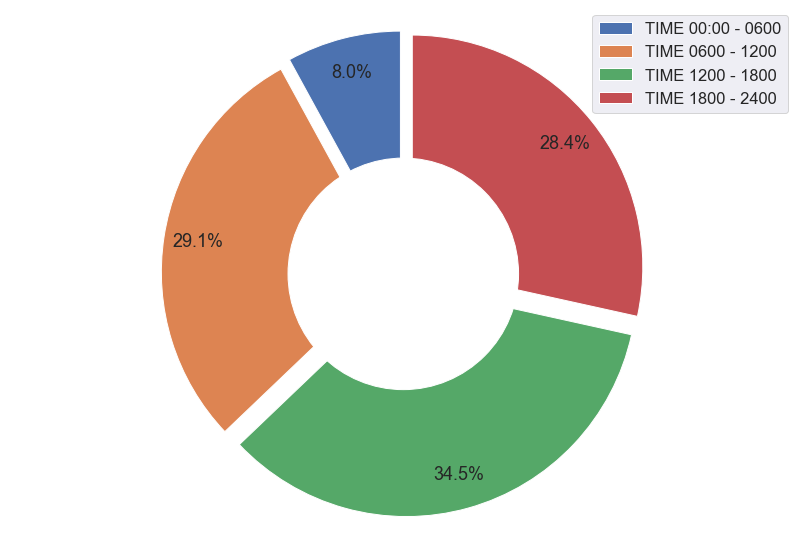 TIME 00:00 - 0600
TIME 0600 - 1200
TIME 1200 - 1800
TIME 1800 - 2400
8.0%
28.4%
29.1%
34.5%